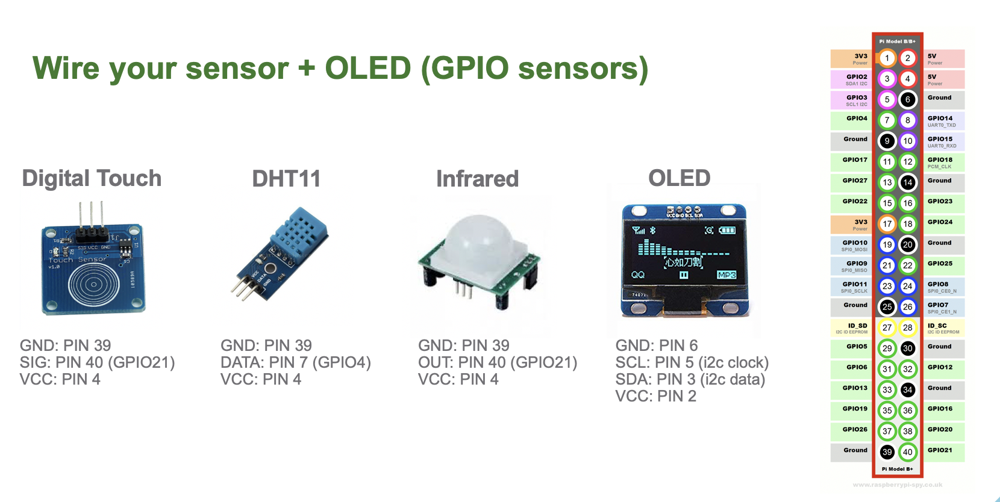 Wire your sensor + OLED (GPIO sensors)
Digital Touch
SIG VCC GND
J1
U1
R1
R2
C1
Touch Sensor
v1.0
GND: PIN 39
SIG: PIN 40 (GPIO21)
VCC: PIN 4
DHT11
VCC
DATA
GND
GND: PIN 39
DATA: PIN 7 (GPIO4)
VCC: PIN 4
Infrared
GND: PIN 39
OUT: PIN 40 (GPIO21)
VCC: PIN 4
OLED
VCC GND SCL SDA
心如刀割
QQ
MP3
GND: PIN 6
SCL: PIN 5 (i2c clock)
SDA: PIN 3 (i2c data)
VCC: PIN 2
Pi Model B/B+
3V3 1 2 5V
Power Power
GPIO2 3 4 5V
SDA1 I2C Power
GPIO3 5 6 Ground
SCL1 I2C
GPIO4 7 8 GPIO14
UART0_TXD
Ground 9 10 GPIO15
UART0_RXD
GPIO17 11 12 GPIO18
PCM_CLK
GPIO27 13 14 Ground
GPIO22 15 16 GPIO23
3V3 17 18 GPIO24
Power
GPIO10 19 20 Ground
SPI0_MOSI
GPIO9 21 22 GPIO25
SPI0_MISO
GPIO11 23 24 GPIO8
SPI0_SCLK SPI0_CE0_N
Ground 25 26 GPIO7
SPI0_CE1_N
ID_SD 27 28 ID_SC
I2C ID EEPROM I2C ID EEPROM
GPIO5 29 30 Ground
GPIO6 31 32 GPIO12
GPIO13 33 34 Ground
GPIO19 35 36 GPIO16
GPIO26 37 38 GPIO20
Ground 39 40 GPIO21
Pi Model B+
www.raspberrypi-spy.co.uk